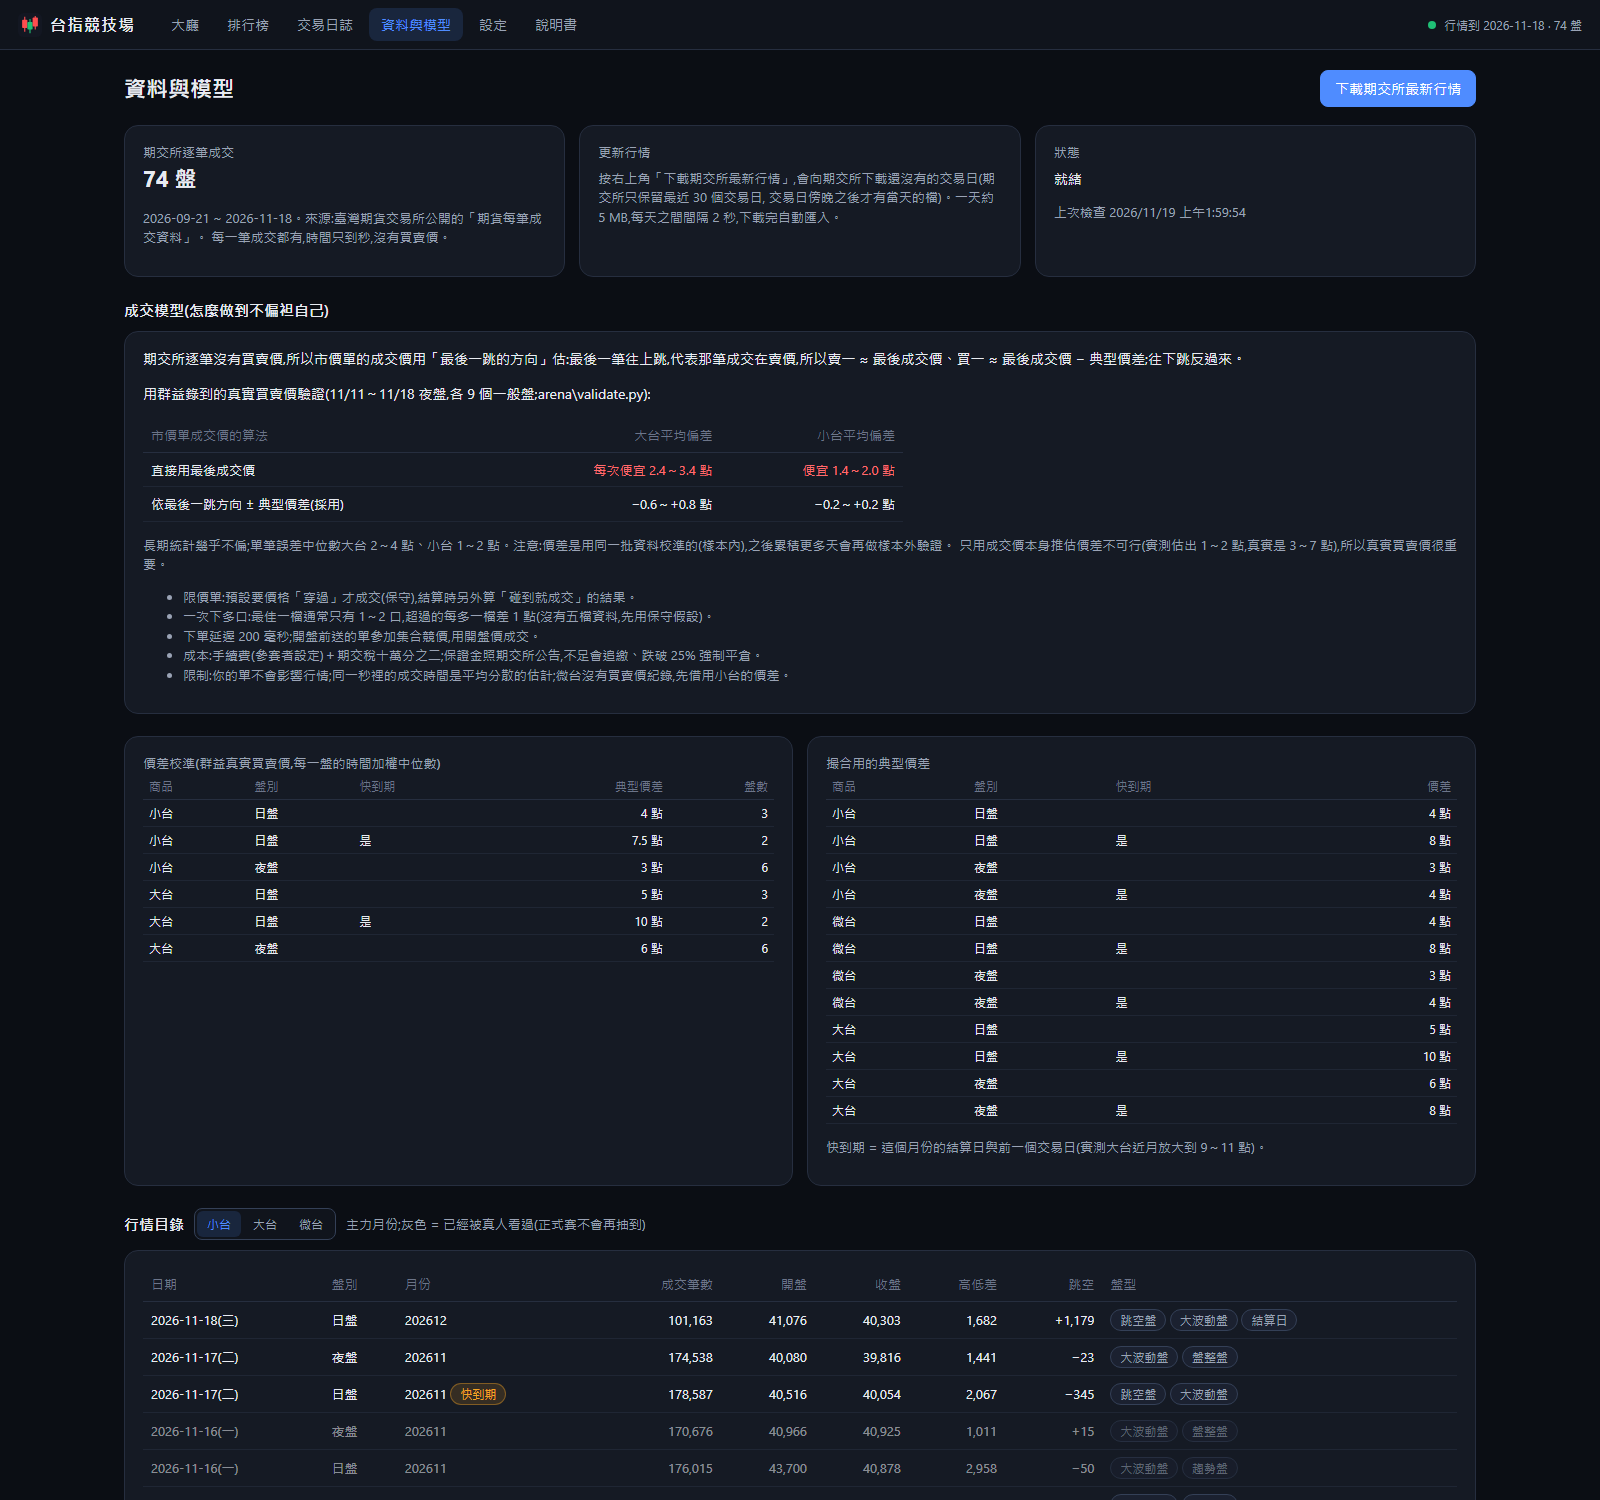 台指競技場 大廳 排行榜 交易日誌 資料與模型 設定 說明書 行情到 2026-11-18 · 74 盤
資料與模型 下載期交所最新行情
期交所逐筆成交
74 盤
2026-09-21 ~ 2026-11-18。來源:臺灣期貨交易所公開的「期貨每筆成
交資料」。 每一筆成交都有,時間只到秒,沒有買賣價。
更新行情
按右上角「下載期交所最新行情」,會向期交所下載還沒有的交易日(期
交所只保留最近 30 個交易日, 交易日傍晚之後才有當天的檔)。一天約
5 MB,每天之間間隔 2 秒,下載完自動匯入。
狀態
就緒
上次檢查 2026/11/19 上午1:59:54
成交模型(怎麼做到不偏袒自己)
期交所逐筆沒有買賣價,所以市價單的成交價用「最後一跳的方向」估:最後一筆往上跳,代表那筆成交在賣價,所以賣一 ≈ 最後成交價、買一 ≈ 最後成交價 − 典型價差;往下跳反過來。
用群益錄到的真實買賣價驗證(11/11～11/18 夜盤,各 9 個一般盤;arena\validate.py):
市價單成交價的算法 大台平均偏差 小台平均偏差
直接用最後成交價 每次便宜 2.4～3.4 點 便宜 1.4～2.0 點
依最後一跳方向 ± 典型價差(採用) −0.6～+0.8 點 −0.2～+0.2 點
長期統計幾乎不偏;單筆誤差中位數大台 2～4 點、小台 1～2 點。注意:價差是用同一批資料校準的(樣本內),之後累積更多天會再做樣本外驗證。 只用成交價本身推估價差不可行(實測估出 1～2 點,真實是 3～7 點),所以真實買賣價很重
要。
限價單:預設要價格「穿過」才成交(保守),結算時另外算「碰到就成交」的結果。
一次下多口:最佳一檔通常只有 1～2 口,超過的每多一檔差 1 點(沒有五檔資料,先用保守假設)。
下單延遲 200 毫秒;開盤前送的單參加集合競價,用開盤價成交。
成本:手續費(參賽者設定) + 期交稅十萬分之二;保證金照期交所公告,不足會追繳、跌破 25% 強制平倉。
限制:你的單不會影響行情;同一秒裡的成交時間是平均分散的估計;微台沒有買賣價紀錄,先借用小台的價差。
價差校準(群益真實買賣價,每一盤的時間加權中位數)
商品 盤別 快到期 典型價差 盤數
小台 日盤 4 點 3
小台 日盤 是 7.5 點 2
小台 夜盤 3 點 6
大台 日盤 5 點 3
大台 日盤 是 10 點 2
大台 夜盤 6 點 6
撮合用的典型價差
商品 盤別 快到期 價差
小台 日盤 4 點
小台 日盤 是 8 點
小台 夜盤 3 點
小台 夜盤 是 4 點
微台 日盤 4 點
微台 日盤 是 8 點
微台 夜盤 3 點
微台 夜盤 是 4 點
大台 日盤 5 點
大台 日盤 是 10 點
大台 夜盤 6 點
大台 夜盤 是 8 點
快到期 = 這個月份的結算日與前一個交易日(實測大台近月放大到 9～11 點)。
行情目錄 小台 大台 微台 主力月份;灰色 = 已經被真人看過(正式賽不會再抽到)
日期 盤別 月份 成交筆數 開盤 收盤 高低差 跳空 盤型
2026-11-18(三) 日盤 202612 101,163 41,076 40,303 1,682 +1,179 跳空盤 大波動盤 結算日
2026-11-17(二) 夜盤 202611 174,538 40,080 39,816 1,441 −23 大波動盤 盤整盤
2026-11-17(二) 日盤 202611 快到期 178,587 40,516 40,054 2,067 −345 跳空盤 大波動盤
2026-11-16(一) 夜盤 202611 170,676 40,966 40,925 1,011 +15 大波動盤 盤整盤
2026-11-16(一) 日盤 202611 176,015 43,700 40,878 2,958 −50 大波動盤 趨勢盤